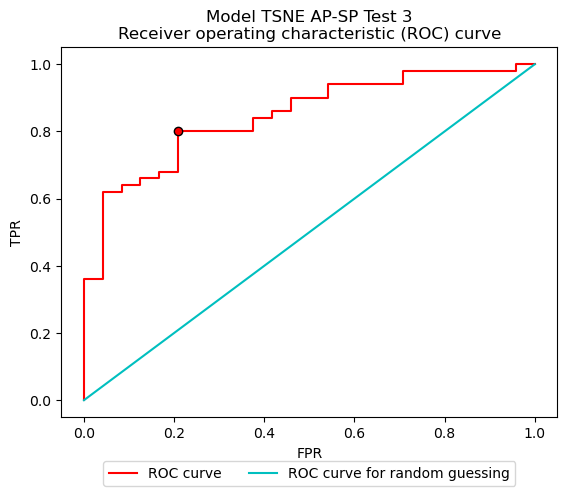 Model TSNE AP-SP Test 3
Receiver operating characteristic (ROC) curve
1.0
0.8
0.6
0.4
0.2
0.0
TPR
0.0 0.2 0.4 0.6 0.8 1.0
FPR
ROC curve ROC curve for random guessing